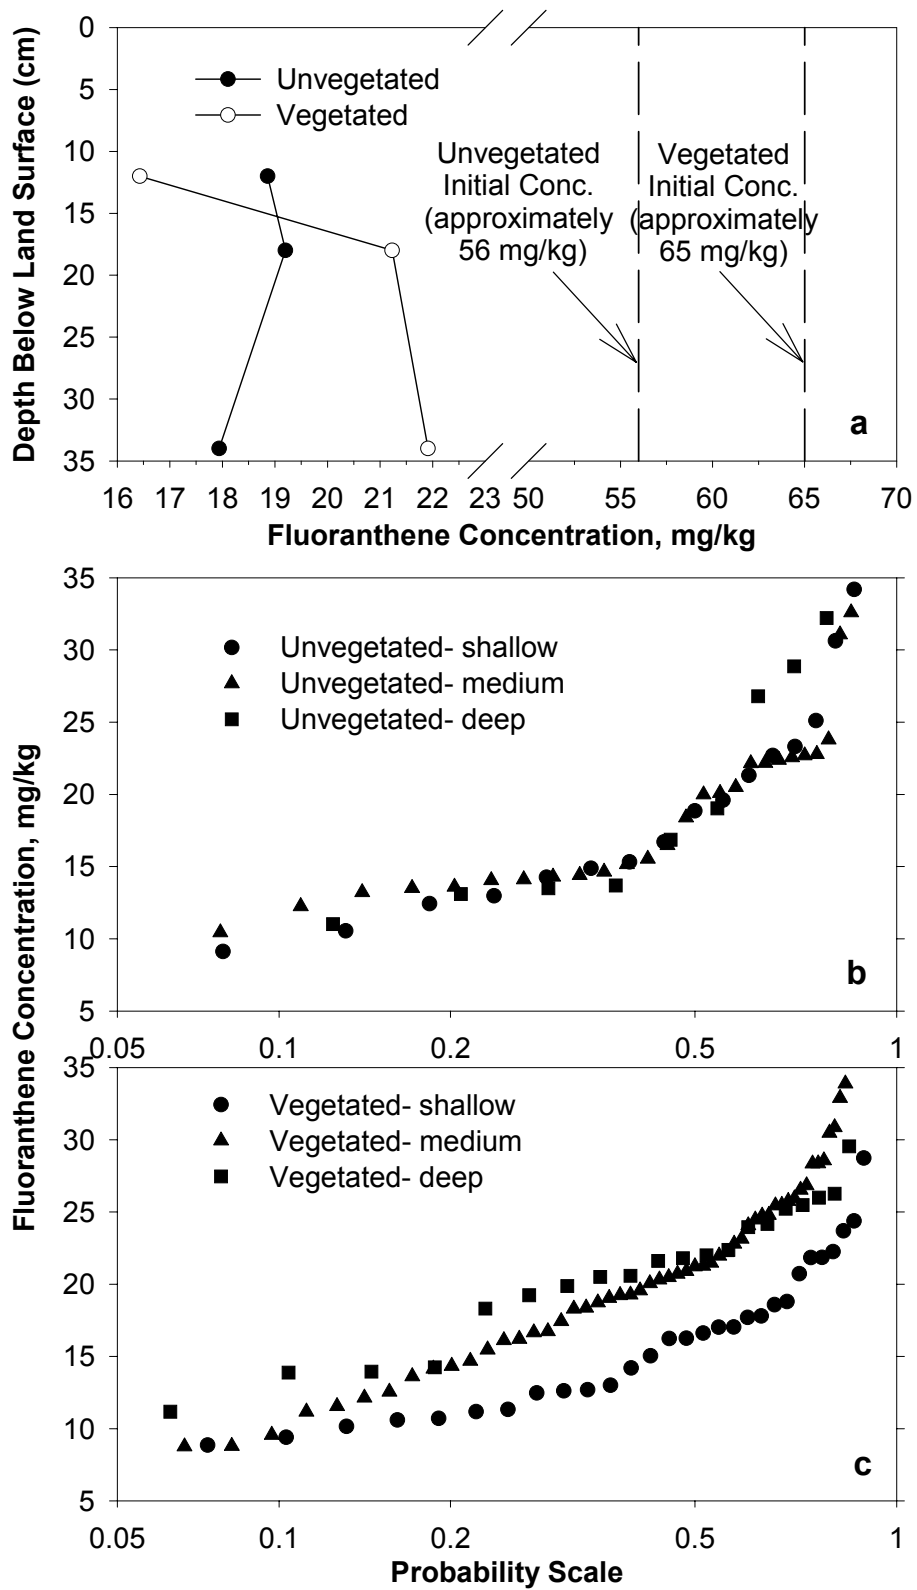 0
5
10
15
20
25
30
35
Depth Below Land Surface (cm)
Unvegetated
Vegetated
Unvegetated
Initial Conc.
(approximately
56 mg/kg)
Vegetated
Initial Conc.
(approximately
65 mg/kg)
a
16 17 18 19 20 21 22 23 50 55 60 65 70
Fluoranthene Concentration, mg/kg
35
30
25
20
15
10
5
Unvegetated- shallow
Unvegetated- medium
Unvegetated- deep
b
0.05 0.1 0.2 0.5 1
Fluoranthene Concentration, mg/kg
35
30
25
20
15
10
5
Vegetated- shallow
Vegetated- medium
Vegetated- deep
c
0.05 0.1 0.2 0.5 1
Probability Scale